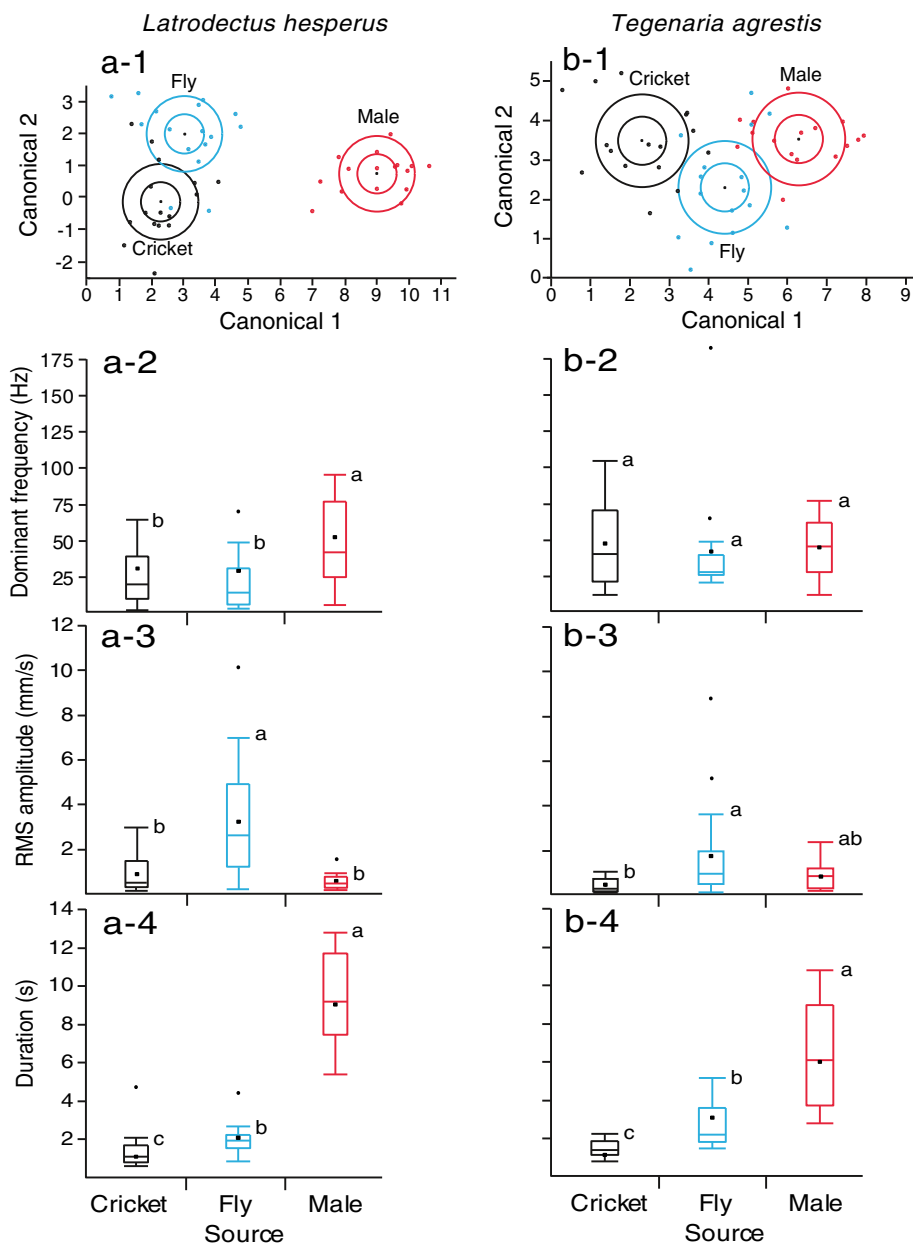 Latrodectus hesperus
Tegenaria agrestis
a-1
Canonical 2
3
2
1
0
-1
-2
Fly
Male
Cricket
0 1 2 3 4 5 6 7 8 9 10 11
Canonical 1
b-1
Canonical 2
5
4
3
2
1
0
Cricket
Male
Fly
0 1 2 3 4 5 6 7 8 9
Canonical 1
a-2
Dominant frequency (Hz)
175
150
125
100
75
50
25
b
b
a
b-2
a
a
a
a-3
RMS amplitude (mm/s)
12
10
8
6
4
2
b
a
b
b-3
b
a
ab
a-4
Duration (s)
14
12
10
8
6
4
2
c
b
a
Cricket Fly Male
Source
b-4
c
b
a
Cricket Fly Male
Source